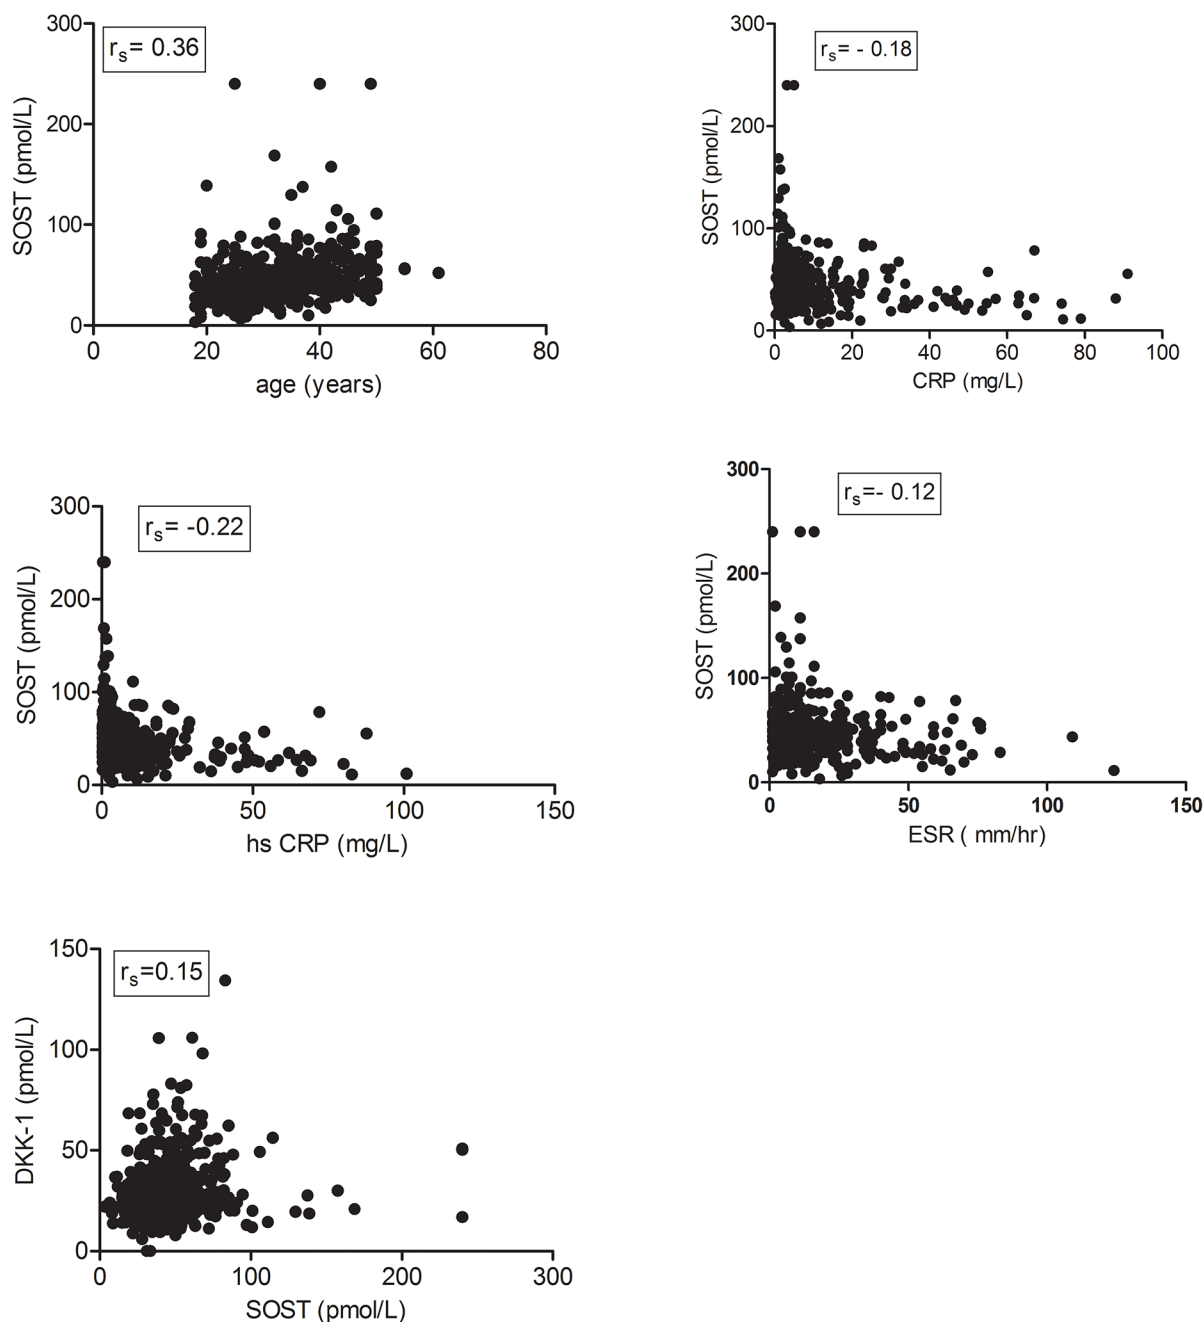 300
200
100
0
SOST (pmol/L)
rs= 0.36
0 20 40 60 80
age (years)
300
200
100
0
SOST (pmol/L)
rs= - 0.18
0 20 40 60 80 100
CRP (mg/L)
300
200
100
0
SOST (pmol/L)
rs= -0.22
0 50 100 150
hs CRP (mg/L)
300
200
100
0
SOST (pmol/L)
rs=- 0.12
0 50 100 150
ESR ( mm/hr)
150
100
50
0
DKK-1 (pmol/L)
rs=0.15
0 100 200 300
SOST (pmol/L)